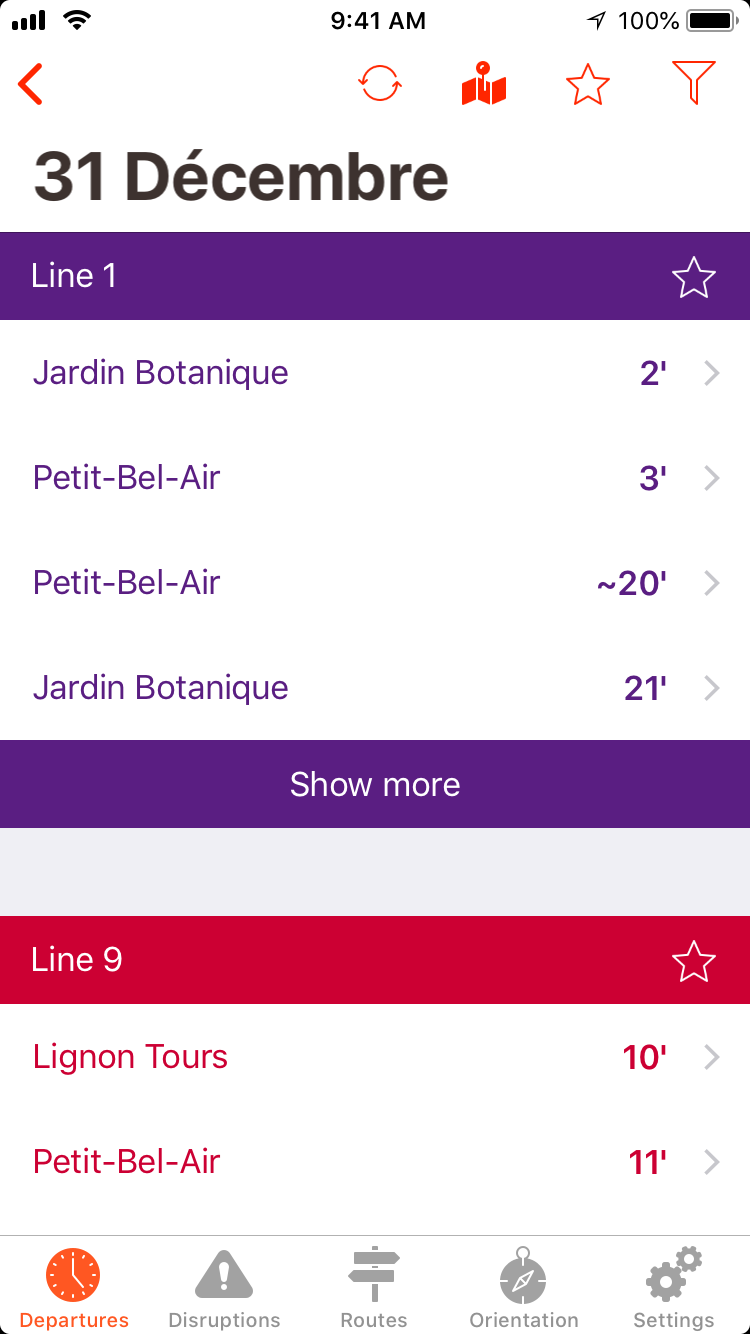 9:41 AM 100%
31 Décembre
Line 1
Jardin Botanique 2'
Petit-Bel-Air 3'
Petit-Bel-Air ~20'
Jardin Botanique 21'
Show more
Line 9
Lignon Tours 10'
Petit-Bel-Air 11'
Departures Disruptions Routes Orientation Settings